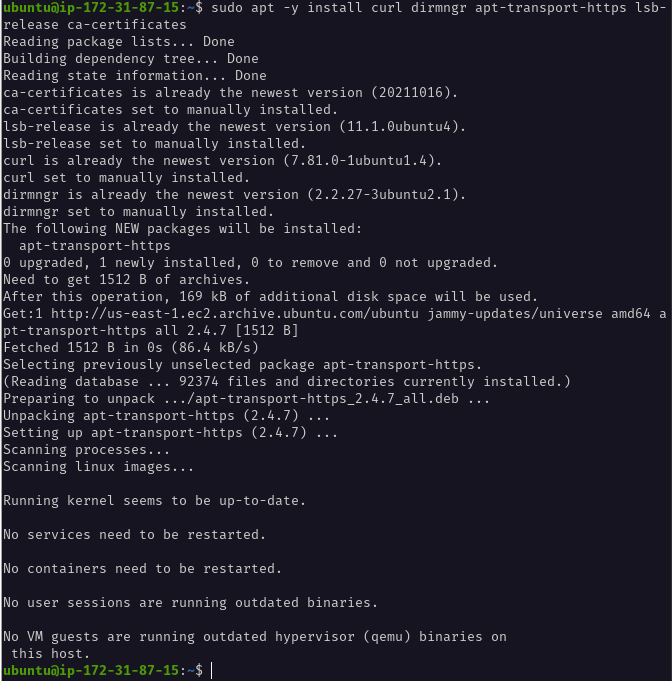 ubuntu@ip-172-31-87-15:~$ sudo apt -y install curl dirmngr apt-transport-https lsb-
release ca-certificates
Reading package lists... Done
Building dependency tree... Done
Reading state information... Done
ca-certificates is already the newest version (20211016).
ca-certificates set to manually installed.
lsb-release is already the newest version (11.1.0ubuntu4).
lsb-release set to manually installed.
curl is already the newest version (7.81.0-1ubuntu1.4).
curl set to manually installed.
dirmngr is already the newest version (2.2.27-3ubuntu2.1).
dirmngr set to manually installed.
The following NEW packages will be installed:
  apt-transport-https
0 upgraded, 1 newly installed, 0 to remove and 0 not upgraded.
Need to get 1512 B of archives.
After this operation, 169 kB of additional disk space will be used.
Get:1 http://us-east-1.ec2.archive.ubuntu.com/ubuntu jammy-updates/universe amd64 a
pt-transport-https all 2.4.7 [1512 B]
Fetched 1512 B in 0s (86.4 kB/s)
Selecting previously unselected package apt-transport-https.
(Reading database ... 92374 files and directories currently installed.)
Preparing to unpack .../apt-transport-https_2.4.7_all.deb ...
Unpacking apt-transport-https (2.4.7) ...
Setting up apt-transport-https (2.4.7) ...
Scanning processes...
Scanning linux images...
Running kernel seems to be up-to-date.
No services need to be restarted.
No containers need to be restarted.
No user sessions are running outdated binaries.
No VM guests are running outdated hypervisor (qemu) binaries on
 this host.
ubuntu@ip-172-31-87-15:~$